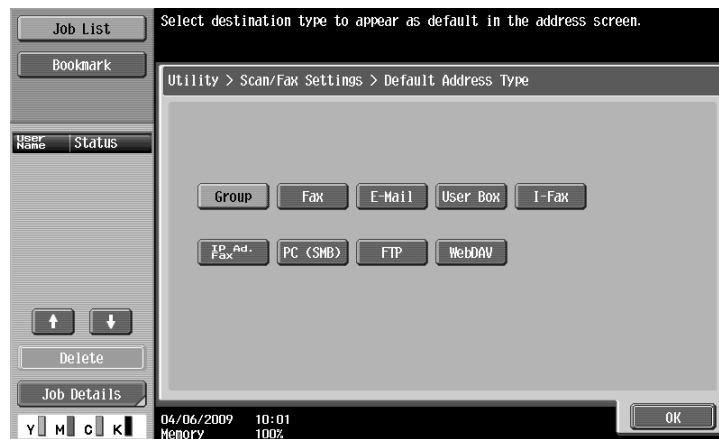 Job List
Select destination type to appear as default in the address screen.
Bookmark
Utility > Scan/Fax Settings > Default Address Type
User Name
Status
Group
Fax
E-Mail
User Box
I-Fax
IP Ad. Fax
PC (SMB)
FTP
WebDAV
Delete
Job Details
Y M C K
04/06/2009 10:01
Memory 100%
OK